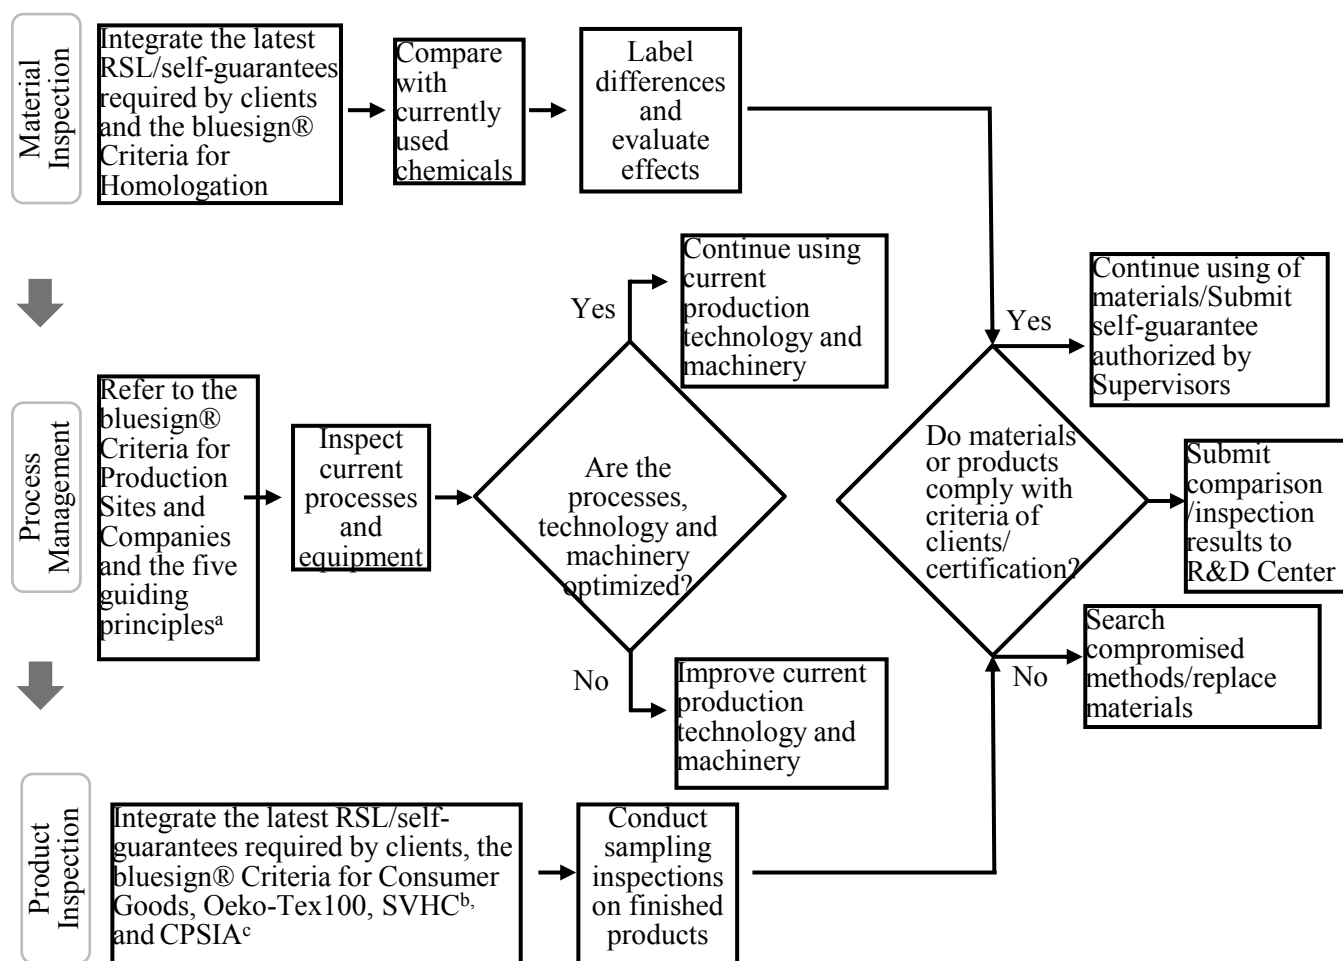 Material
Inspection
Integrate the latest
RSL/self-guarantees
required by clients
and the bluesign®
Criteria for
Homologation
Compare
with
currently
used
chemicals
Label
differences
and
evaluate
effects
Process
Management
Refer to the
bluesign®
Criteria for
Production
Sites and
Companies
and the five
guiding
principlesᵃ
Inspect
current
processes
and
equipment
Are the
processes,
technology and
machinery
optimized?
Yes
Continue using
current
production
technology and
machinery
No
Improve current
production
technology and
machinery
Do materials
or products
comply with
criteria of
clients/
certification?
Yes
Continue using of
materials/Submit
self-guarantee
authorized by
Supervisors
Submit
comparison
/inspection
results to
R&D Center
No
Search
compromised
methods/replace
materials
Product
Inspection
Integrate the latest RSL/self-
guarantees required by clients, the
bluesign® Criteria for Consumer
Goods, Oeko-Tex100, SVHCᵇ,
and CPSIAᶜ
Conduct
sampling
inspections
on finished
products